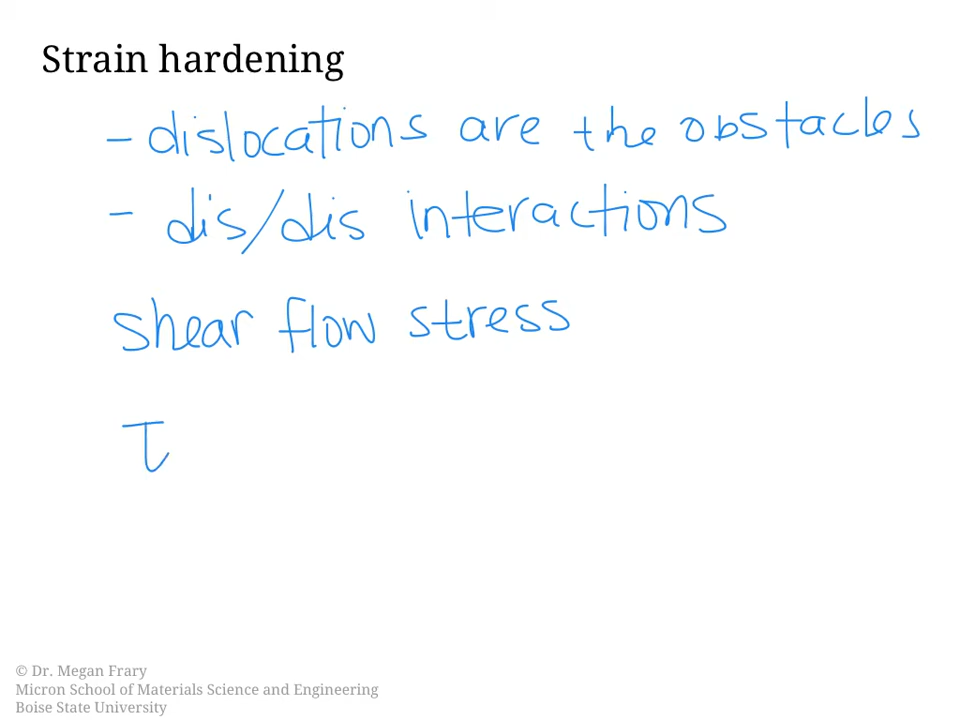 Strain hardening
- dislocations are the obstacles
- dis/dis interactions
shear flow stress
τ
© Dr. Megan Frary
Micron School of Materials Science and Engineering
Boise State University